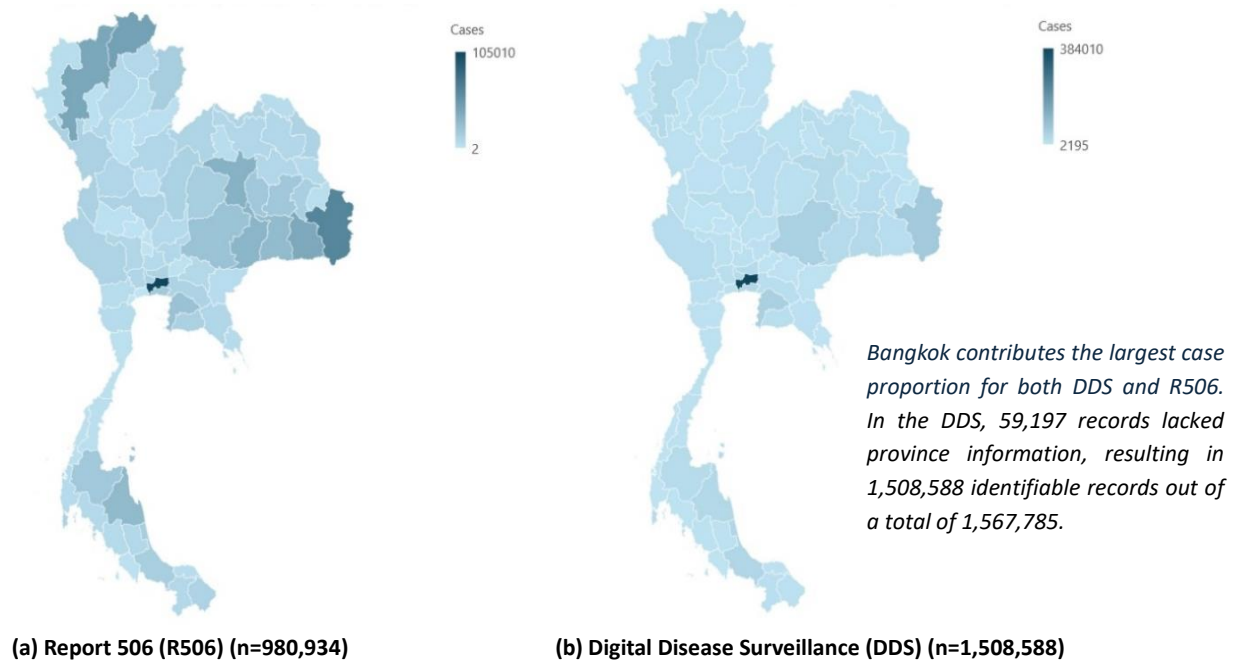 Cases
105010
2
Cases
384010
2195
Bangkok contributes the largest case
proportion for both DDS and R506.
In the DDS, 59,197 records lacked
province information, resulting in
1,508,588 identifiable records out of
a total of 1,567,785.
(a) Report 506 (R506) (n=980,934)
(b) Digital Disease Surveillance (DDS) (n=1,508,588)